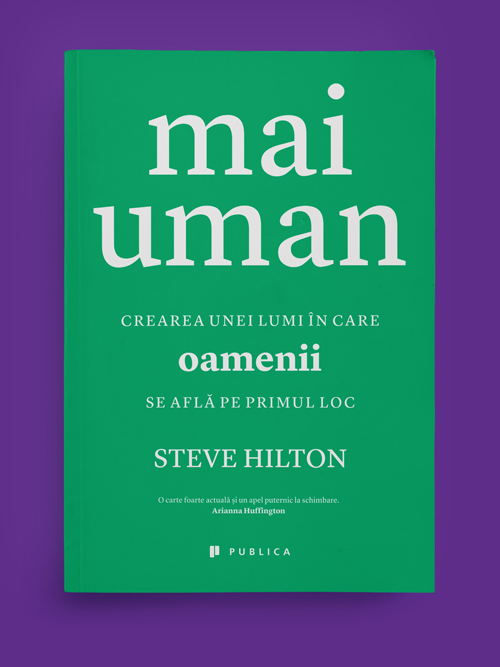 mai
uman
CREAREA UNEI LUMI ÎN CARE
oamenii
SE AFLĂ PE PRIMUL LOC
STEVE HILTON
O carte foarte actuală și un apel puternic la schimbare.
Arianna Huffington
PUBLICA